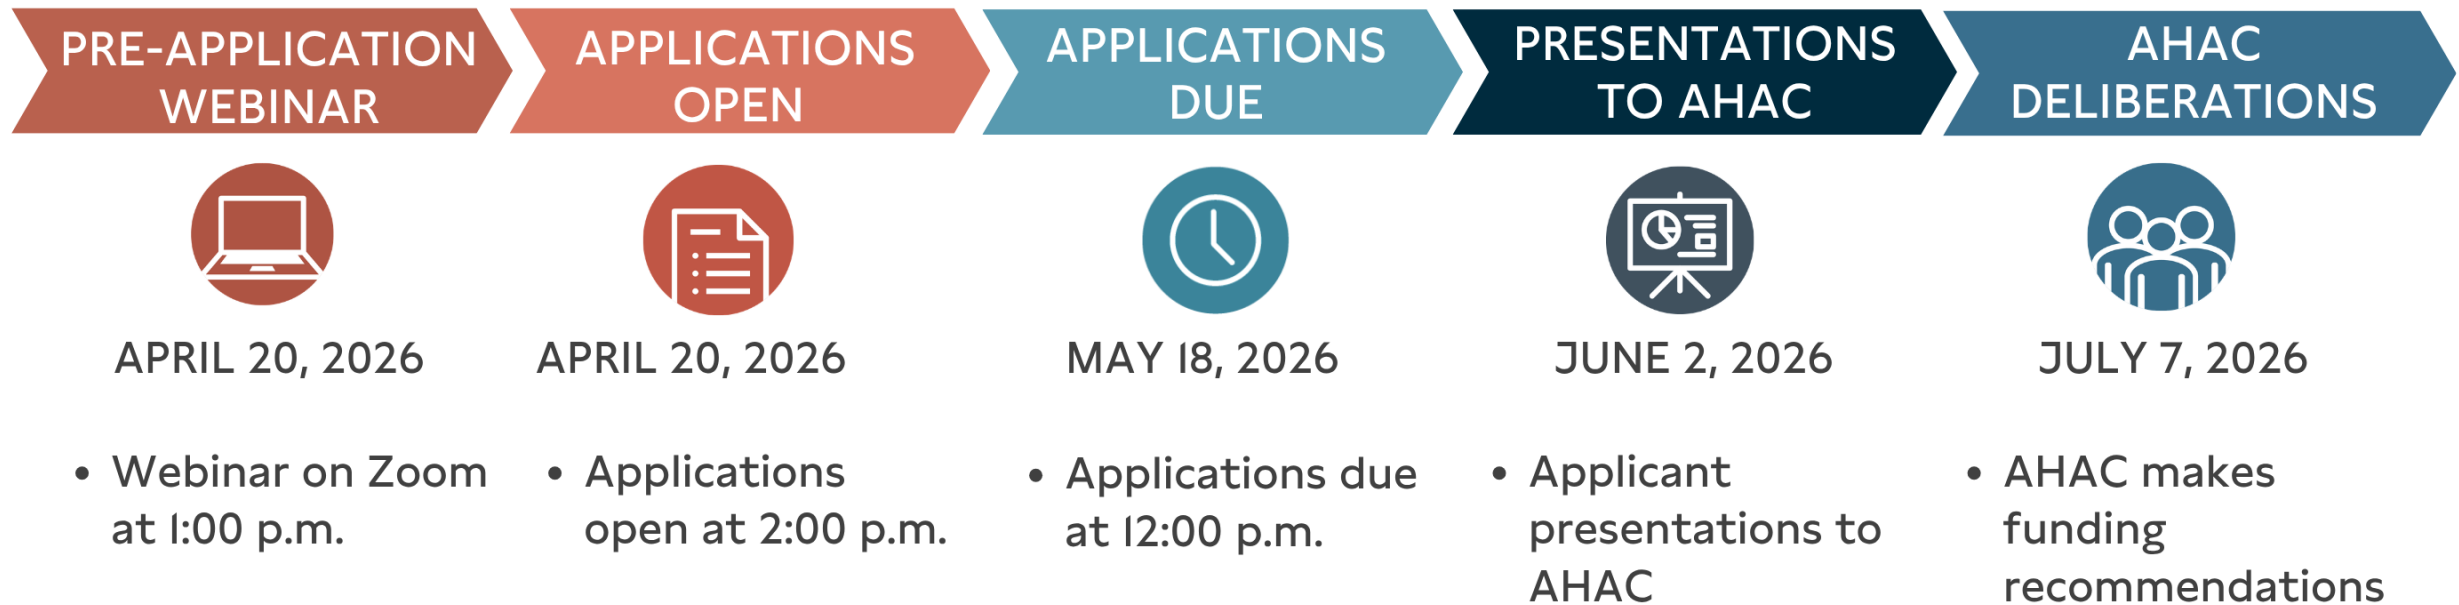 PRE-APPLICATION
WEBINAR
APPLICATIONS
OPEN
APPLICATIONS
DUE
PRESENTATIONS
TO AHAC
AHAC
DELIBERATIONS
APRIL 20, 2026
APRIL 20, 2026
MAY 18, 2026
JUNE 2, 2026
JULY 7, 2026
• Webinar on Zoom
at 1:00 p.m.
• Applications
open at 2:00 p.m.
• Applications due
at 12:00 p.m.
• Applicant
presentations to
AHAC
• AHAC makes
funding
recommendations